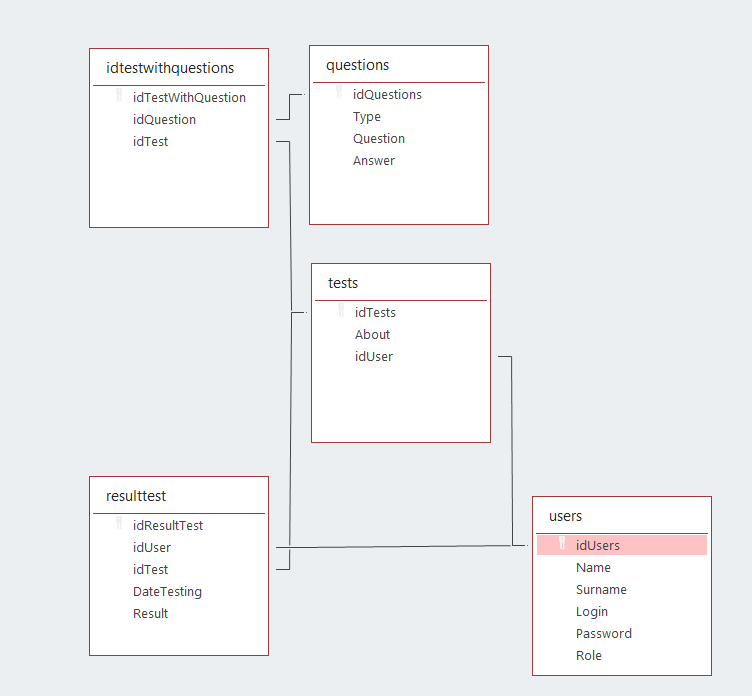 idtestwithquestions
idTestWithQuestion
idQuestion
idTest
questions
idQuestions
Type
Question
Answer
tests
idTests
About
idUser
resulttest
idResultTest
idUser
idTest
DateTesting
Result
users
idUsers
Name
Surname
Login
Password
Role